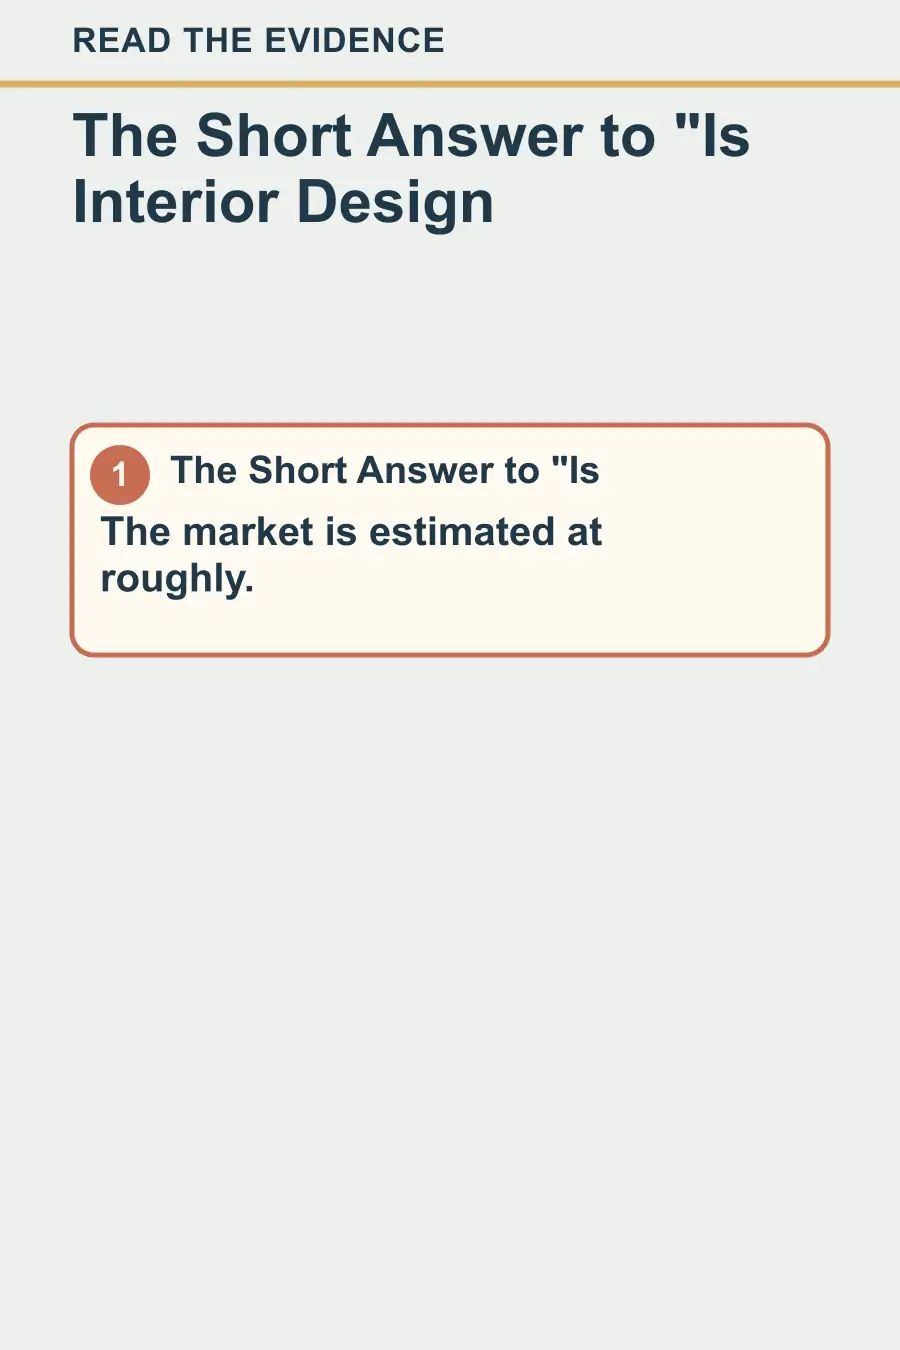 READ THE EVIDENCE
The Short Answer to "Is
Interior Design
1 The Short Answer to "Is
The market is estimated at
roughly.